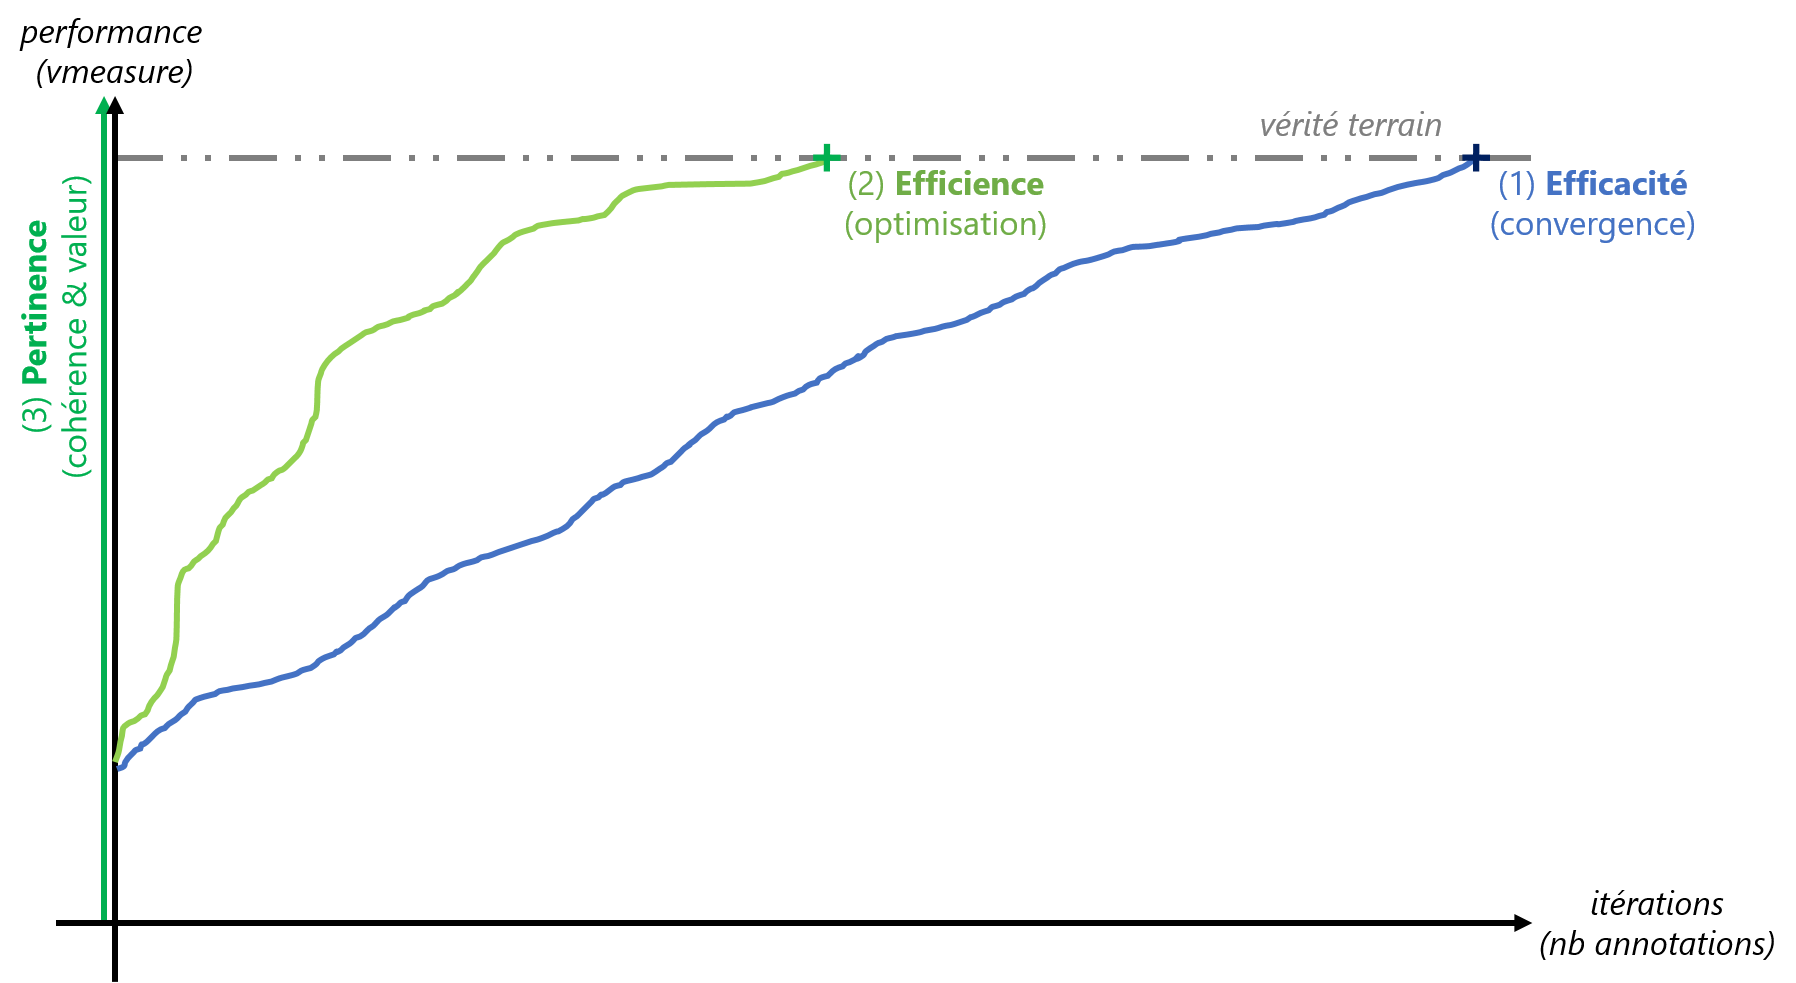 performance
(vmeasure)
vérité terrain
(2) Efficience
(optimisation)
(1) Efficacité
(convergence)
(3) Pertinence
(cohérence & valeur)
itérations
(nb annotations)